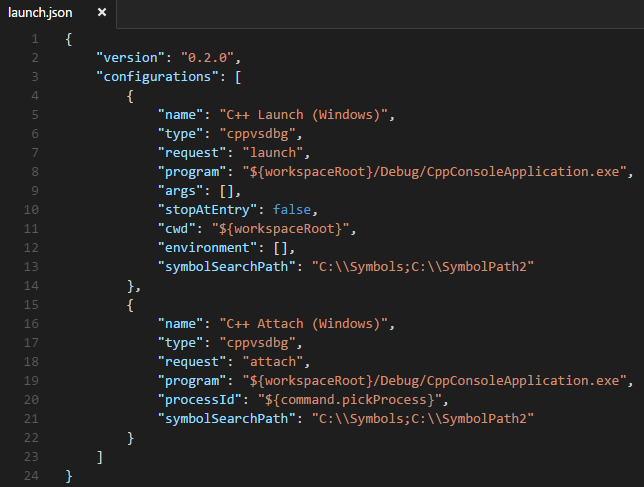 launch.json ×
1 {
2     "version": "0.2.0",
3     "configurations": [
4         {
5             "name": "C++ Launch (Windows)",
6             "type": "cppvsdbg",
7             "request": "launch",
8             "program": "${workspaceRoot}/Debug/CppConsoleApplication.exe",
9             "args": [],
10             "stopAtEntry": false,
11             "cwd": "${workspaceRoot}",
12             "environment": [],
13             "symbolSearchPath": "C:\\Symbols;C:\\SymbolPath2"
14         },
15         {
16             "name": "C++ Attach (Windows)",
17             "type": "cppvsdbg",
18             "request": "attach",
19             "program": "${workspaceRoot}/Debug/CppConsoleApplication.exe",
20             "processId": "${command.pickProcess}",
21             "symbolSearchPath": "C:\\Symbols;C:\\SymbolPath2"
22         }
23     ]
24 }